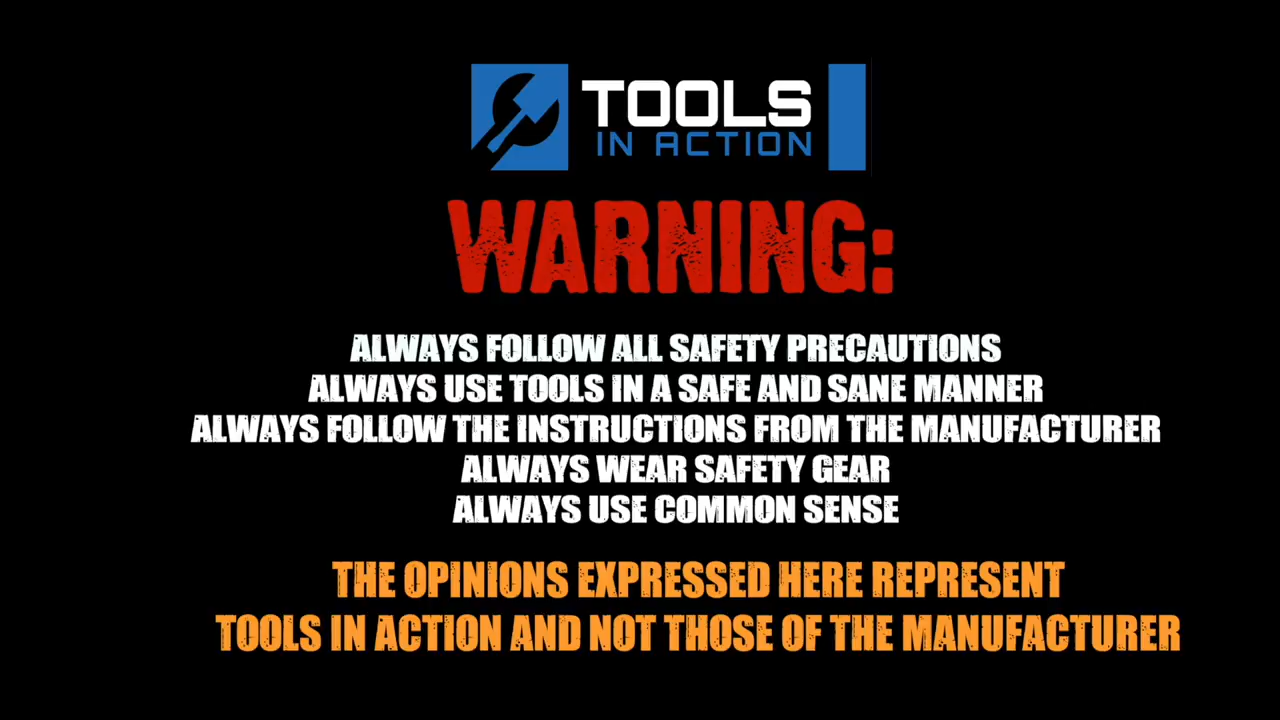 TOOLS
IN ACTION
WARNING:
ALWAYS FOLLOW ALL SAFETY PRECAUTIONS
ALWAYS USE TOOLS IN A SAFE AND SANE MANNER
ALWAYS FOLLOW THE INSTRUCTIONS FROM THE MANUFACTURER
ALWAYS WEAR SAFETY GEAR
ALWAYS USE COMMON SENSE
THE OPINIONS EXPRESSED HERE REPRESENT
TOOLS IN ACTION AND NOT THOSE OF THE MANUFACTURER